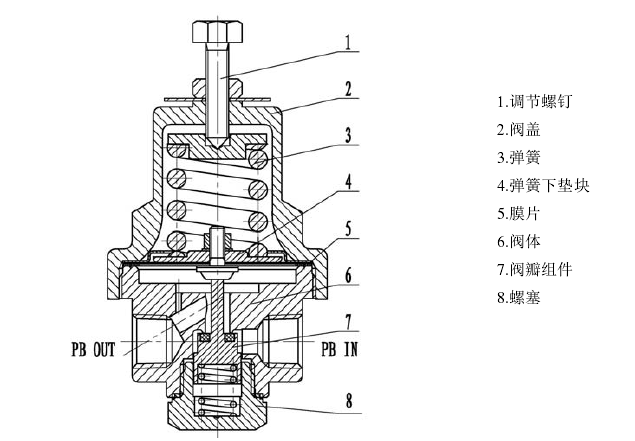 1
2
3
4
5
6
7
8
PB OUT
PB IN
1.调节螺钉
2.阀盖
3.弹簧
4.弹簧下垫块
5.膜片
6.阀体
7.阀瓣组件
8.螺塞